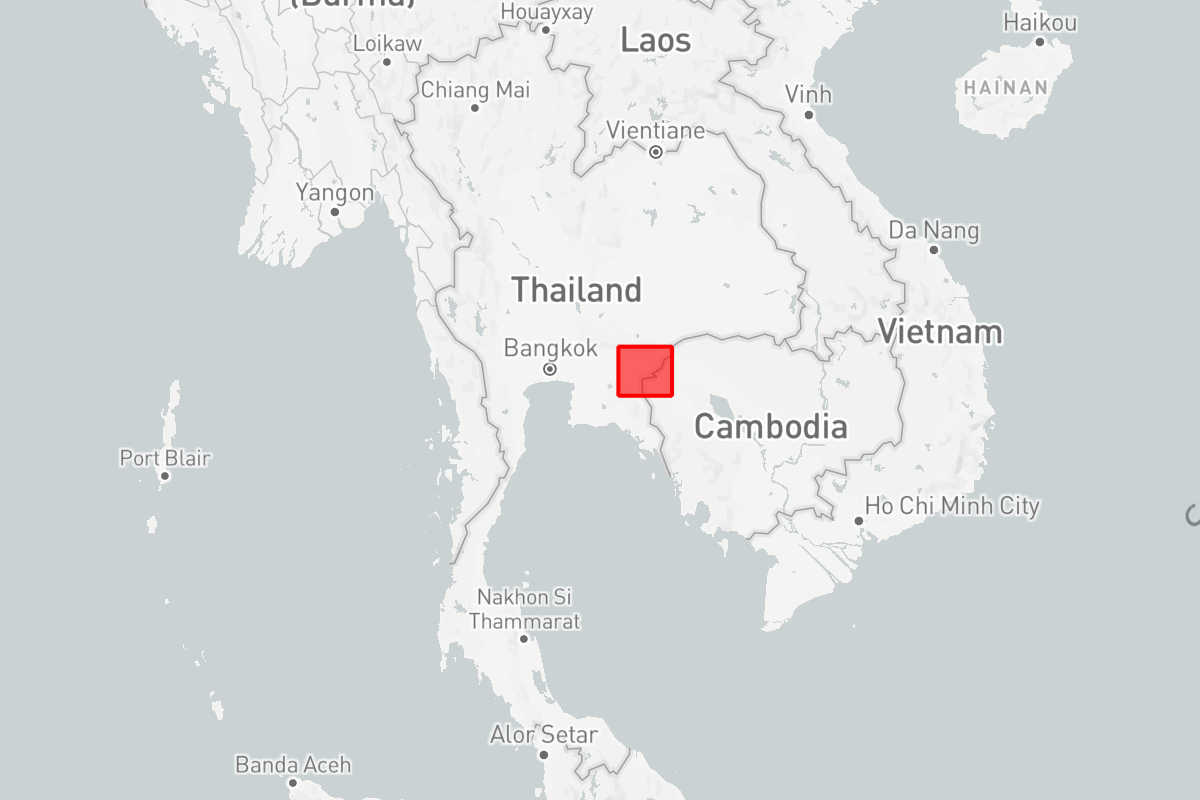 (Burma)
Houayxay
Haikou
Loikaw
Laos
Chiang Mai
HAINAN
Vinh
Vientiane
Yangon
Da Nang
Thailand
Vietnam
Bangkok
Cambodia
Port Blair
Ho Chi Minh City
Nakhon Si
Thammarat
Alor Setar
Banda Aceh